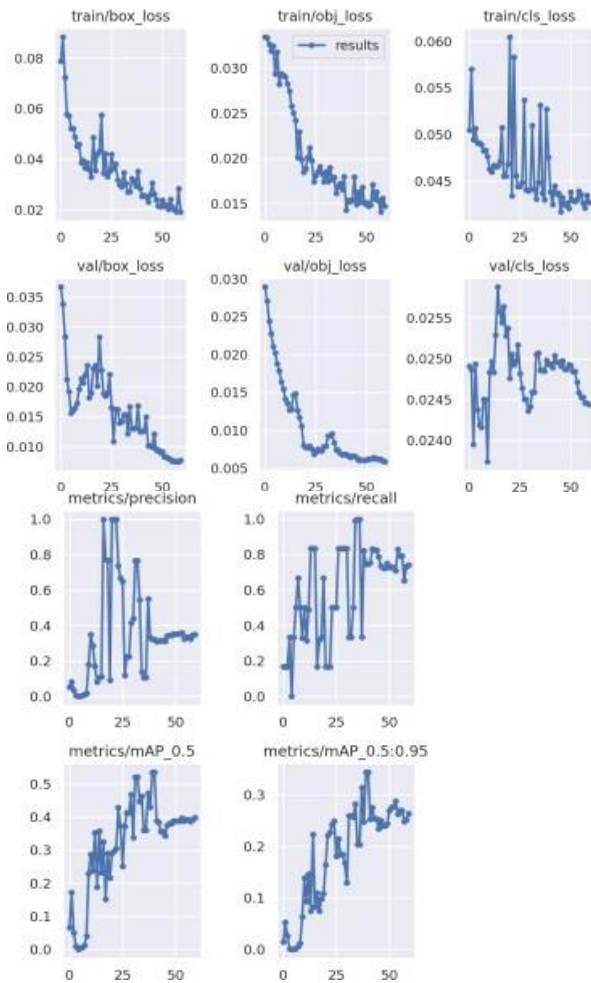 train/box_loss
train/obj_loss
train/cls_loss
results
0.08
0.06
0.04
0.02
0 25 50
0.030
0.025
0.020
0.015
0 25 50
0.060
0.055
0.050
0.045
0 25 50
val/box_loss
val/obj_loss
val/cls_loss
0.035
0.030
0.025
0.020
0.015
0.010
0 25 50
0.030
0.025
0.020
0.015
0.010
0.005
0 25 50
0.0255
0.0250
0.0245
0.0240
0 25 50
metrics/precision
metrics/recall
1.0
0.8
0.6
0.4
0.2
0.0
0 25 50
1.0
0.8
0.6
0.4
0.2
0.0
0 25 50
metrics/mAP_0.5
metrics/mAP_0.5:0.95
0.5
0.4
0.3
0.2
0.1
0.0
0 25 50
0.3
0.2
0.1
0.0
0 25 50